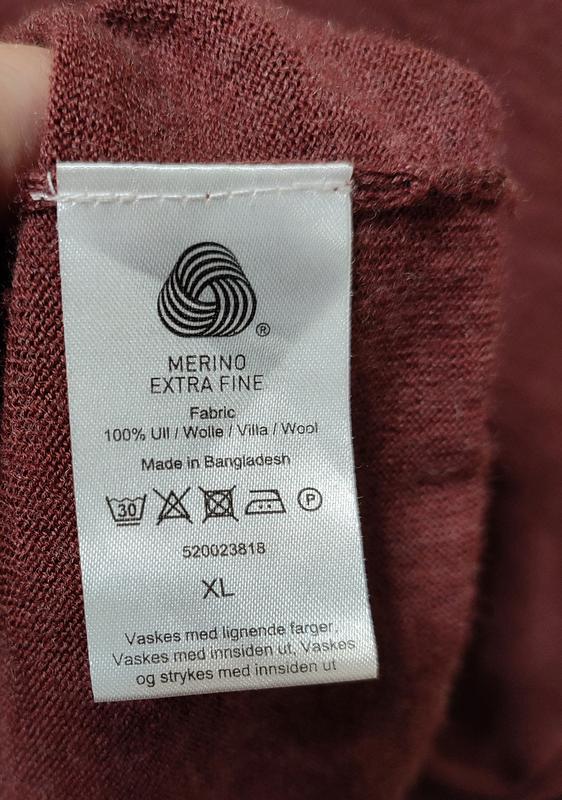 ®
MERINO
EXTRA FINE
Fabric
100% Ull / Wolle / Villa / Wool
Made in Bangladesh
30 P
520023818
XL
Vaskes med lignende farger,
Vaskes med innsiden ut, Vaskes
og strykes med innsiden ut